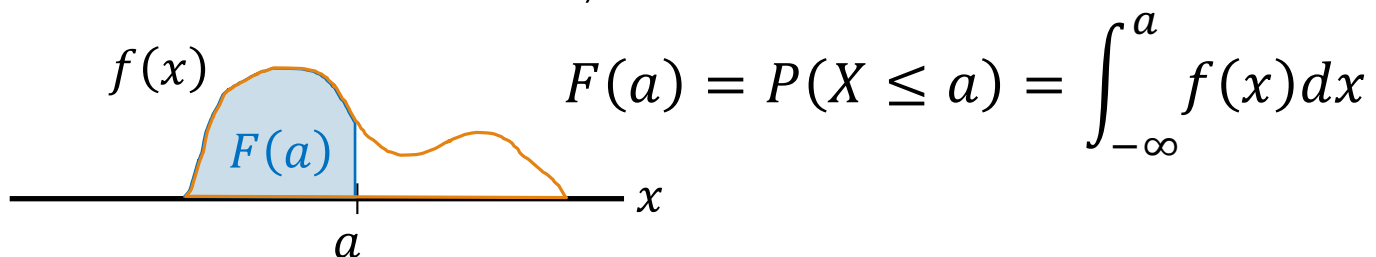 f(x)
F(a) = P(X ≤ a) = ∫_{-∞}^{a} f(x)dx
F(a)
x
a